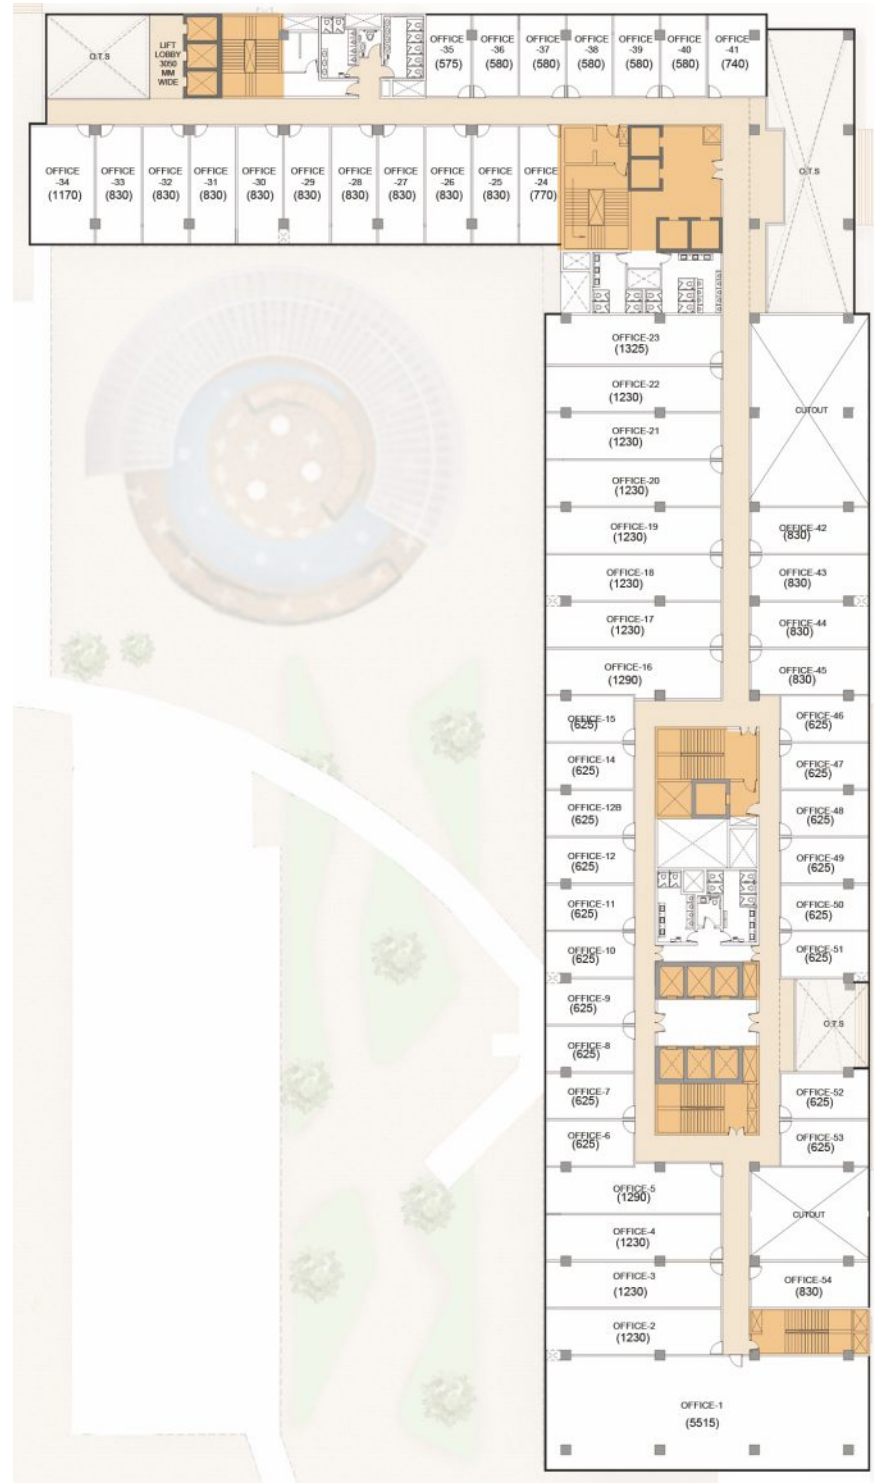 O.T.S
LIFT
LOBBY
3050
MM
WIDE
OFFICE
-35
(575)
OFFICE
-36
(580)
OFFICE
-37
(580)
OFFICE
-38
(580)
OFFICE
-39
(580)
OFFICE
-40
(580)
OFFICE
-41
(740)
OFFICE
-34
(1170)
OFFICE
-33
(830)
OFFICE
-32
(830)
OFFICE
-31
(830)
OFFICE
-30
(830)
OFFICE
-29
(830)
OFFICE
-28
(830)
OFFICE
-27
(830)
OFFICE
-26
(830)
OFFICE
-25
(830)
OFFICE
-24
(770)
O.T.S
OFFICE-23
(1325)
OFFICE-22
(1230)
CUTOUT
OFFICE-21
(1230)
OFFICE-20
(1230)
OFFICE-19
(1230)
OFFICE-42
(830)
OFFICE-18
(1230)
OFFICE-43
(830)
OFFICE-17
(1230)
OFFICE-44
(830)
OFFICE-16
(1290)
OFFICE-45
(830)
OFFICE-15
(625)
OFFICE-46
(625)
OFFICE-14
(625)
OFFICE-47
(625)
OFFICE-12B
(625)
OFFICE-48
(625)
OFFICE-12
(625)
OFFICE-49
(625)
OFFICE-11
(625)
OFFICE-50
(625)
OFFICE-10
(625)
OFFICE-51
(625)
OFFICE-9
(625)
O.T.S
OFFICE-8
(625)
OFFICE-7
(625)
OFFICE-52
(625)
OFFICE-6
(625)
OFFICE-53
(625)
OFFICE-5
(1290)
CUTOUT
OFFICE-4
(1230)
OFFICE-3
(1230)
OFFICE-54
(830)
OFFICE-2
(1230)
OFFICE-1
(5515)